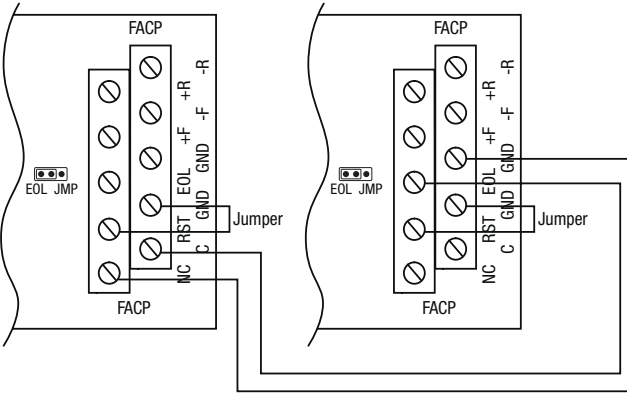 FACP
-R
+R
-F
+F
GND
EOL
GND
RST
C
NC
EOL JMP
Jumper
FACP
FACP
-R
+R
-F
+F
GND
EOL
GND
RST
C
NC
EOL JMP
Jumper
FACP